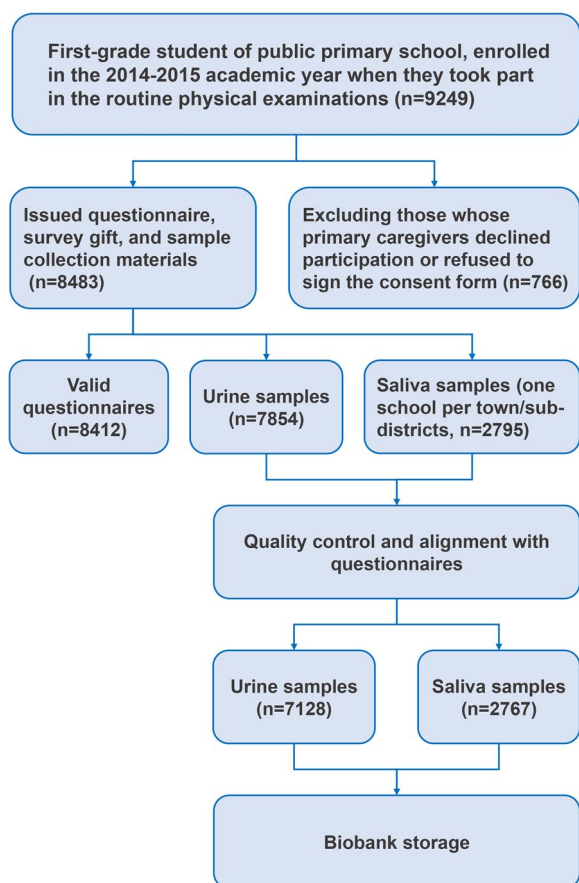 First-grade student of public primary school, enrolled
in the 2014-2015 academic year when they took part
in the routine physical examinations (n=9249)
Issued questionnaire,
survey gift, and sample
collection materials
(n=8483)
Excluding those whose
primary caregivers declined
participation or refused to
sign the consent form (n=766)
Valid
questionnaires
(n=8412)
Urine samples
(n=7854)
Saliva samples (one
school per town/sub-
districts, n=2795)
Quality control and alignment with
questionnaires
Urine samples
(n=7128)
Saliva samples
(n=2767)
Biobank storage